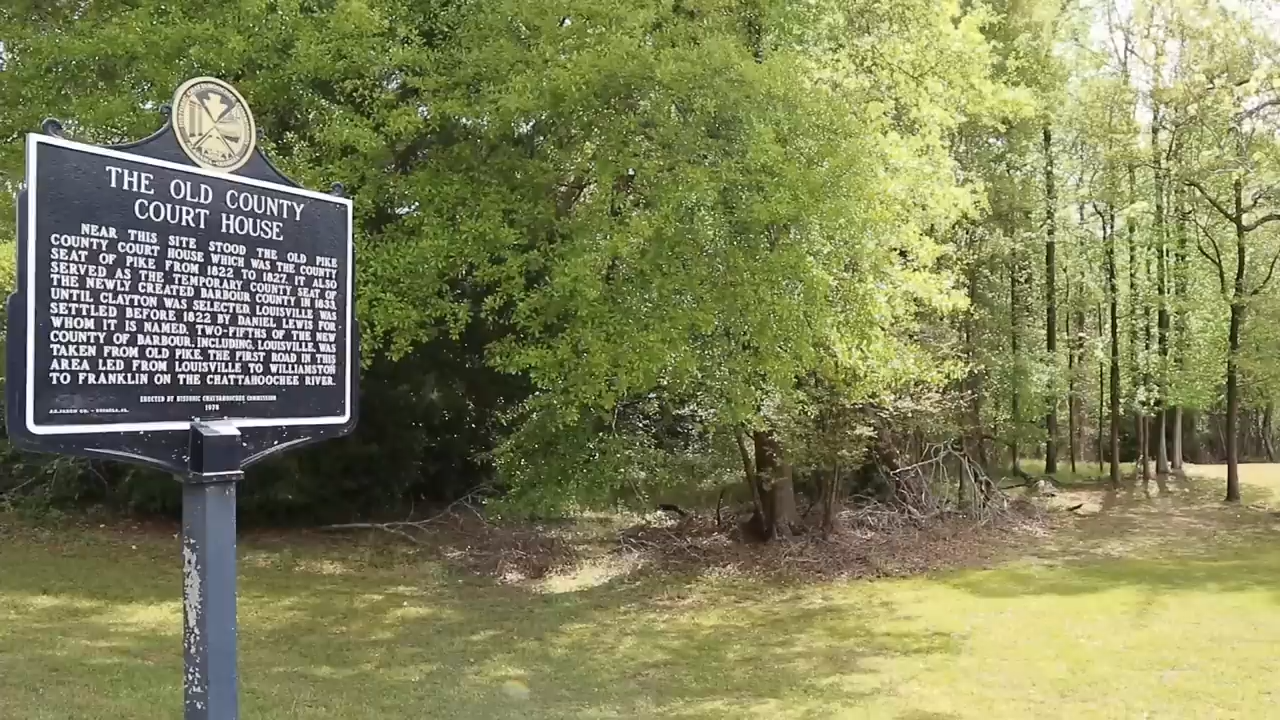 THE OLD COUNTY
COURT HOUSE
NEAR THIS SITE STOOD THE OLD PIKE
COUNTY COURT HOUSE WHICH WAS THE COUNTY
SEAT OF PIKE FROM 1822 TO 1827. IT ALSO
SERVED AS THE TEMPORARY COUNTY SEAT OF
THE NEWLY CREATED BARBOUR COUNTY IN 1833,
UNTIL CLAYTON WAS SELECTED. LOUISVILLE WAS
SETTLED BEFORE 1822 BY DANIEL LEWIS FOR
WHOM IT IS NAMED. TWO-FIFTHS OF THE NEW
COUNTY OF BARBOUR, INCLUDING, LOUISVILLE, WAS
TAKEN FROM OLD PIKE. THE FIRST ROAD IN THIS
AREA LED FROM LOUISVILLE TO WILLIAMSTON
TO FRANKLIN ON THE CHATTAHOOCHEE RIVER.
ERECTED BY HISTORIC CHATTAHOOCHEE COMMISSION
1978